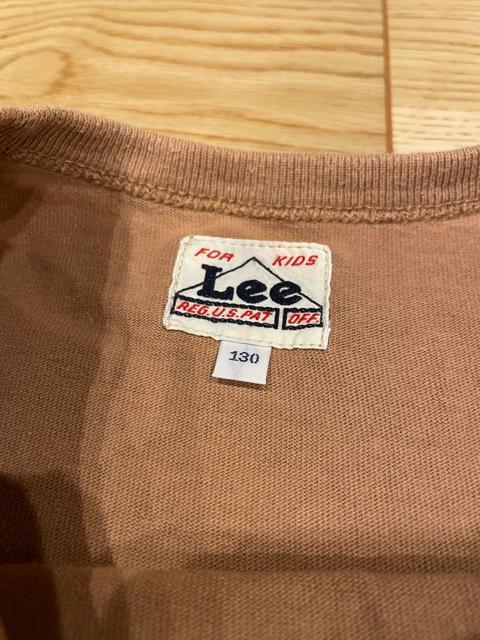 FOR KIDS
Lee
REG.U.S.PAT OFF.
130